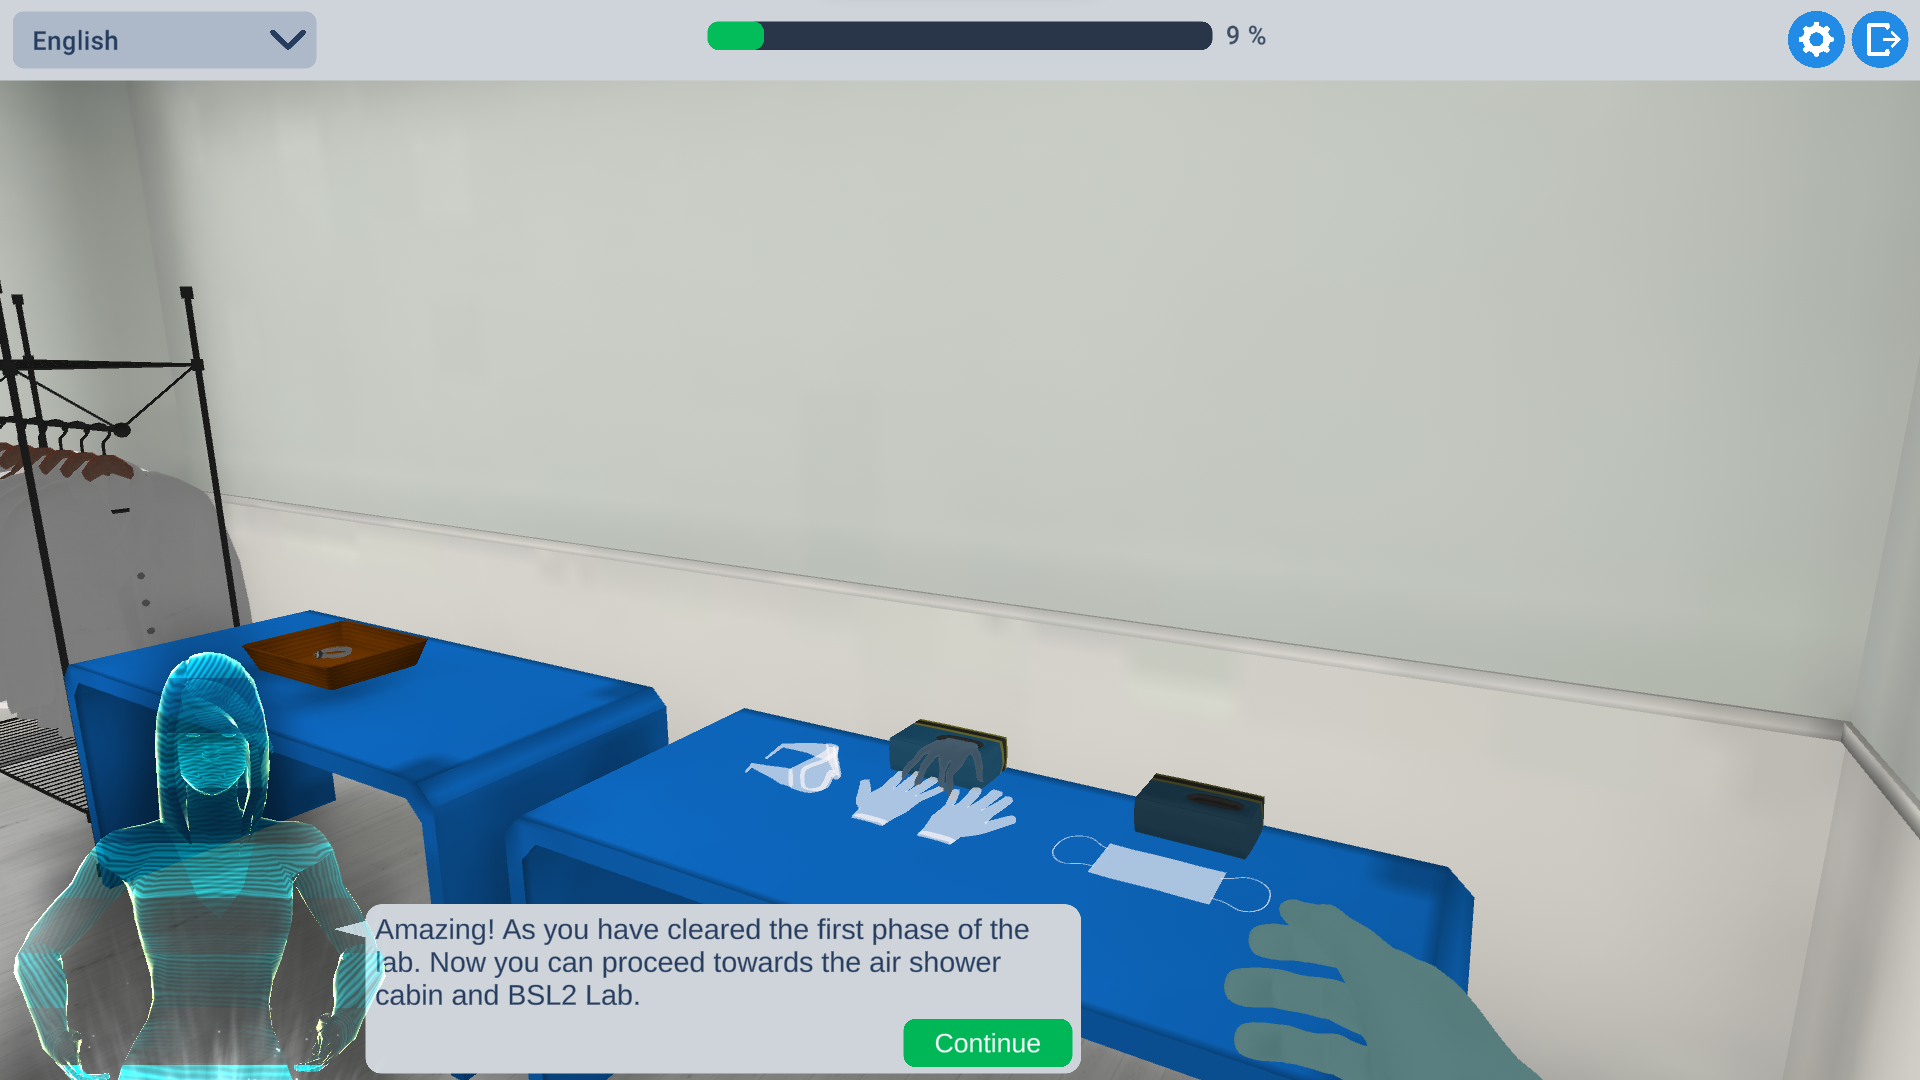 English
9 %
Amazing! As you have cleared the first phase of the
lab. Now you can proceed towards the air shower
cabin and BSL2 Lab.
Continue